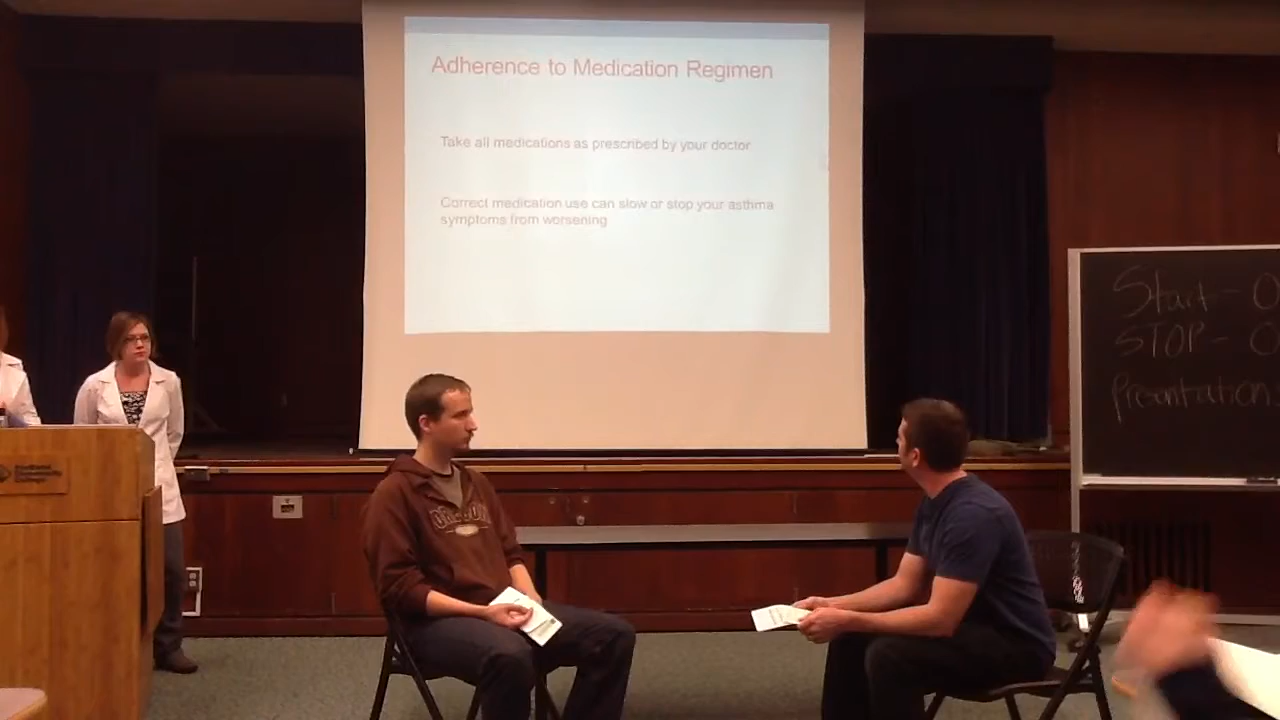 Adherence to Medication Regimen
Take all medications as prescribed by your doctor
Correct medication use can slow or stop your asthma
symptoms from worsening
Start -
STOP -
OREGON